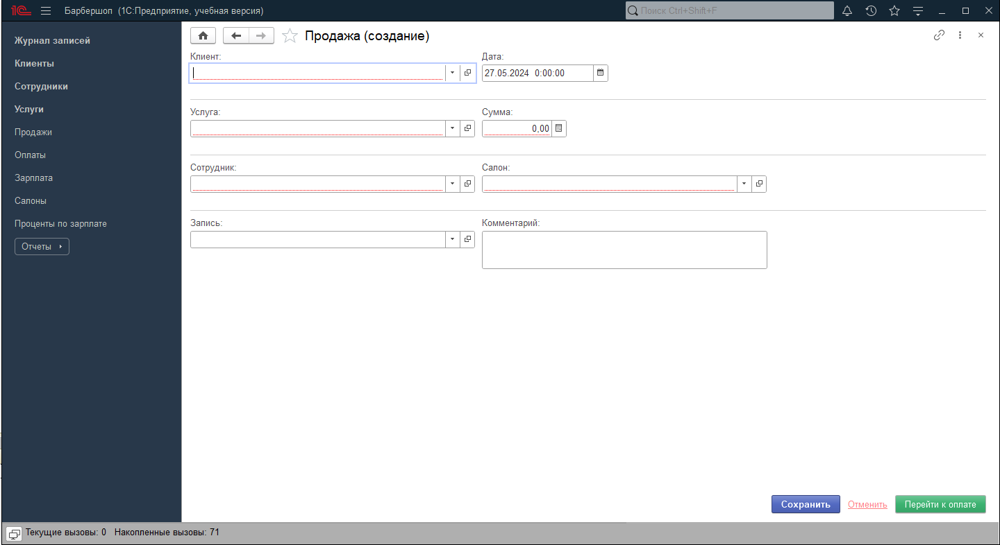 1С Барбершоп (1С:Предприятие, учебная версия) Поиск Ctrl+Shift+F
Журнал записей
Клиенты
Сотрудники
Услуги
Продажи
Оплаты
Зарплата
Салоны
Проценты по зарплате
Отчеты
Продажа (создание)
Клиент: Дата:
27.05.2024 0:00:00
Услуга: Сумма:
0,00
Сотрудник: Салон:
Запись: Комментарий:
Сохранить Отменить Перейти к оплате
Текущие вызовы: 0 Накопленные вызовы: 71